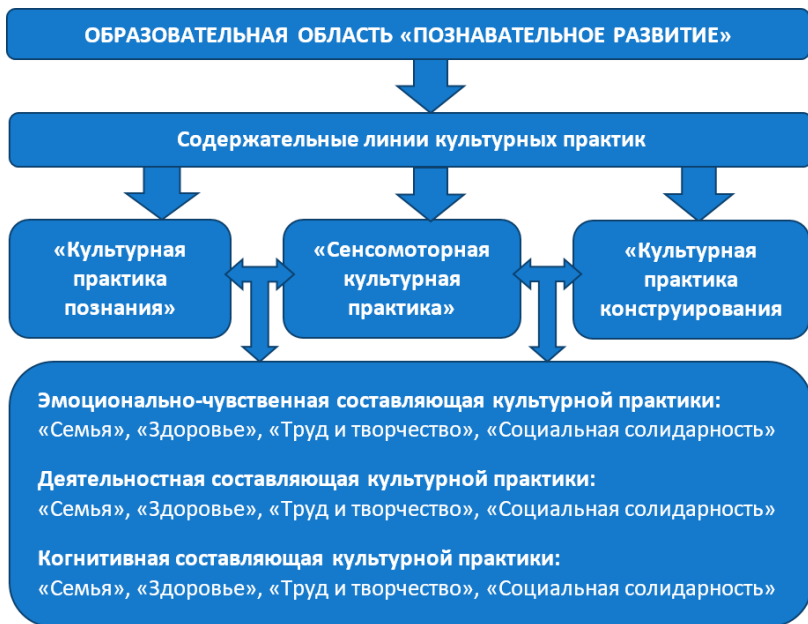 ОБРАЗОВАТЕЛЬНАЯ ОБЛАСТЬ «ПОЗНАВАТЕЛЬНОЕ РАЗВИТИЕ»
Содержательные линии культурных практик
«Культурная
практика
познания»
«Сенсомоторная
культурная
практика»
«Культурная
практика
конструирования
Эмоционально-чувственная составляющая культурной практики:
«Семья», «Здоровье», «Труд и творчество», «Социальная солидарность»
Деятельностная составляющая культурной практики:
«Семья», «Здоровье», «Труд и творчество», «Социальная солидарность»
Когнитивная составляющая культурной практики:
«Семья», «Здоровье», «Труд и творчество», «Социальная солидарность»